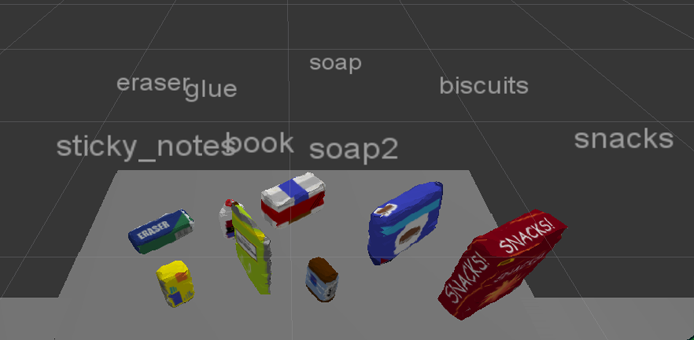 soap
eraser
glue
biscuits
sticky_notes
book
soap2
snacks
ERASER
SNACKS!
SNACKS!